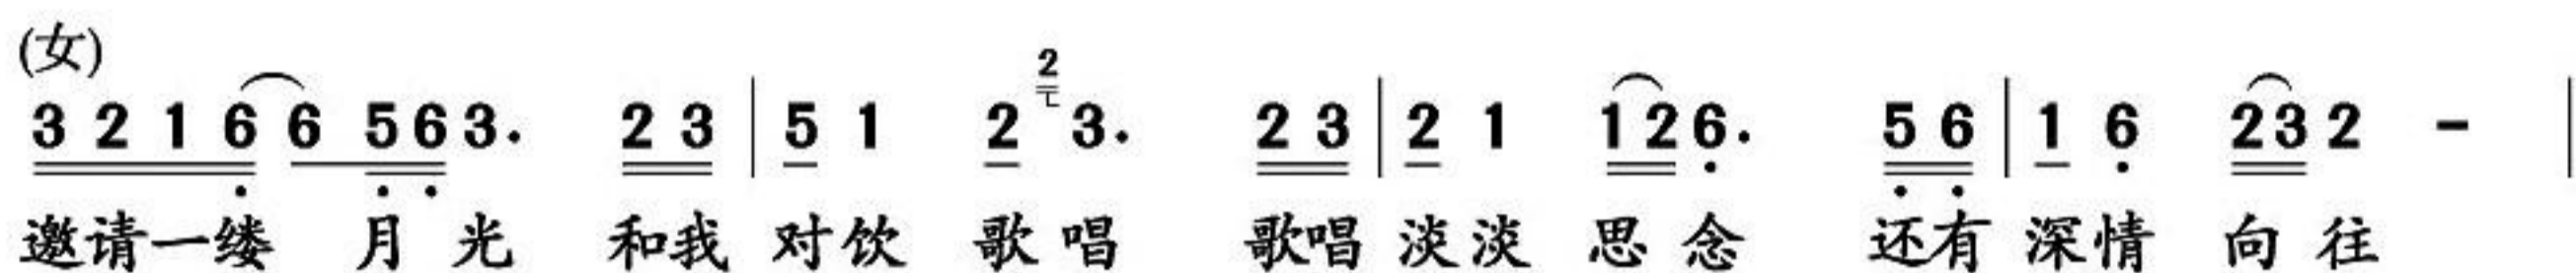 (女)
2
3 2 1 6 6 5 6 3. 2 3 | 5 1 2 3. 2 3 | 2 1 1 2 6. 5 6 | 1 6 2 3 2 - |
邀请一缕 月 光 和我 对饮 歌 唱 歌唱 淡淡 思 念 还有 深情 向 往